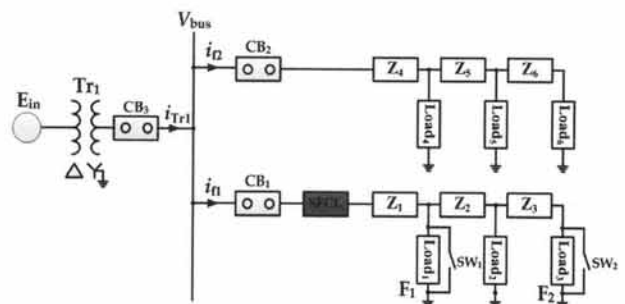 Vbus
if2
CB2
Z4
Z5
Z6
Tr1
Ein
CB3
iTr1
Load4
Load5
Load6
Δ
if1
CB1
SFCL
Z1
Z2
Z3
Load1
SW1
Load2
Load3
SW2
F1
F2